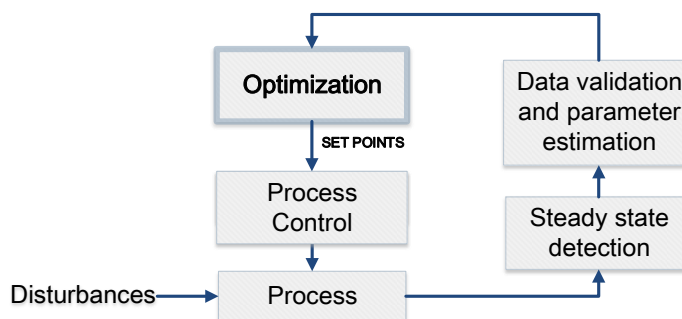 Optimization
SET POINTS
Process
Control
Disturbances
Process
Data validation
and parameter
estimation
Steady state
detection